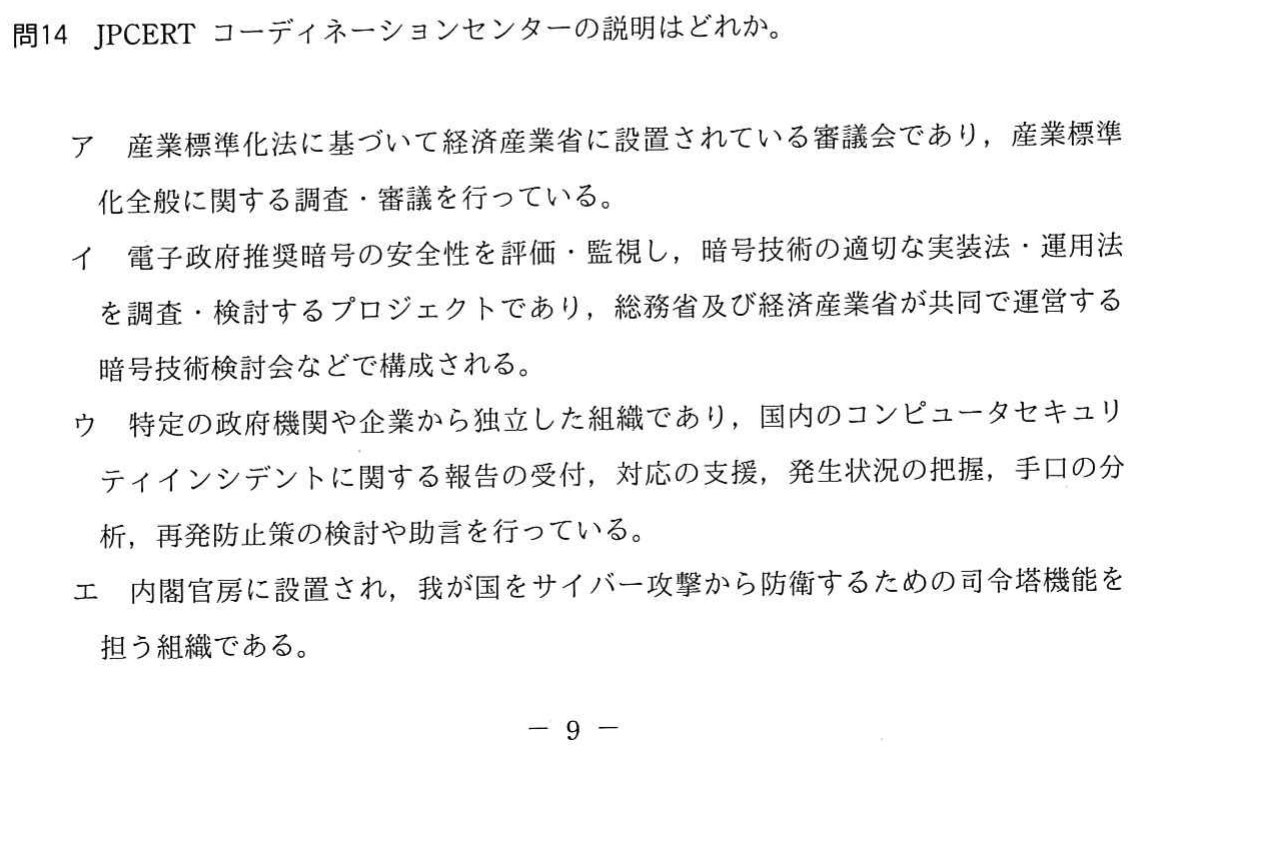 問14 JPCERT コーディネーションセンターの説明はどれか。
ア 産業標準化法に基づいて経済産業省に設置されている審議会であり，産業標準
化全般に関する調査・審議を行っている。
イ 電子政府推奨暗号の安全性を評価・監視し，暗号技術の適切な実装法・運用法
を調査・検討するプロジェクトであり，総務省及び経済産業省が共同で運営する
暗号技術検討会などで構成される。
ウ 特定の政府機関や企業から独立した組織であり，国内のコンピュータセキュリ
ティインシデントに関する報告の受付，対応の支援，発生状況の把握，手口の分
析，再発防止策の検討や助言を行っている。
エ 内閣官房に設置され，我が国をサイバー攻撃から防衛するための司令塔機能を
担う組織である。
－ 9 －